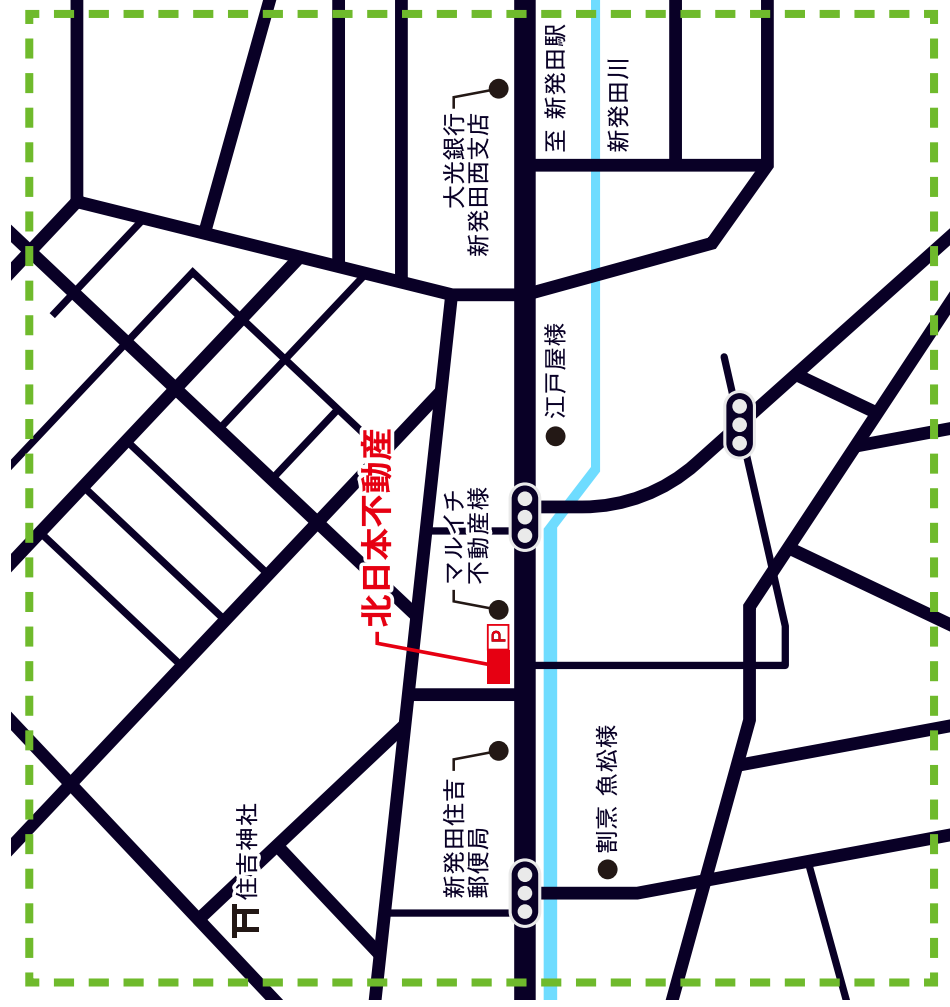 至 新発田駅
新発田川
大光銀行
新発田西支店
江戸屋様
北日本不動産
マルイチ
不動産様
P
割烹 魚松様
新発田住吉
郵便局
住吉神社